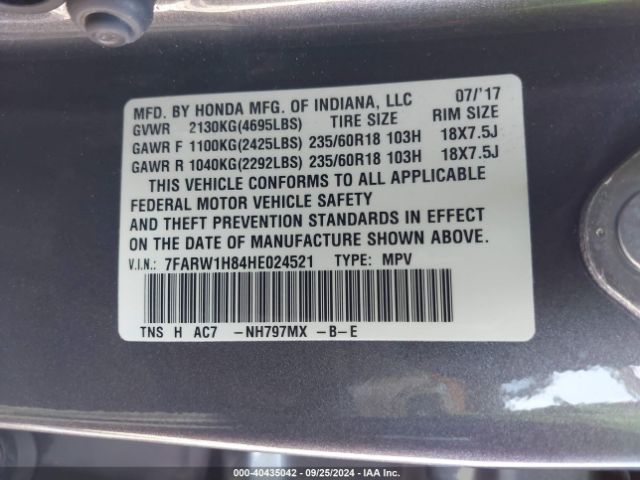 MFD. BY HONDA MFG. OF INDIANA, LLC 07/'17
GVWR 2130KG(4695LBS) TIRE SIZE RIM SIZE
GAWR F 1100KG(2425LBS) 235/60R18 103H 18X7.5J
GAWR R 1040KG(2292LBS) 235/60R18 103H 18X7.5J
THIS VEHICLE CONFORMS TO ALL APPLICABLE
FEDERAL MOTOR VEHICLE SAFETY
AND THEFT PREVENTION STANDARDS IN EFFECT
ON THE DATE OF MANUFACTURE SHOWN ABOVE.
V.I.N.: 7FARW1H84HE024521 TYPE: MPV
TNS H AC7 -NH797MX -B-E
000-40435042 - 09/25/2024 - IAAI.com